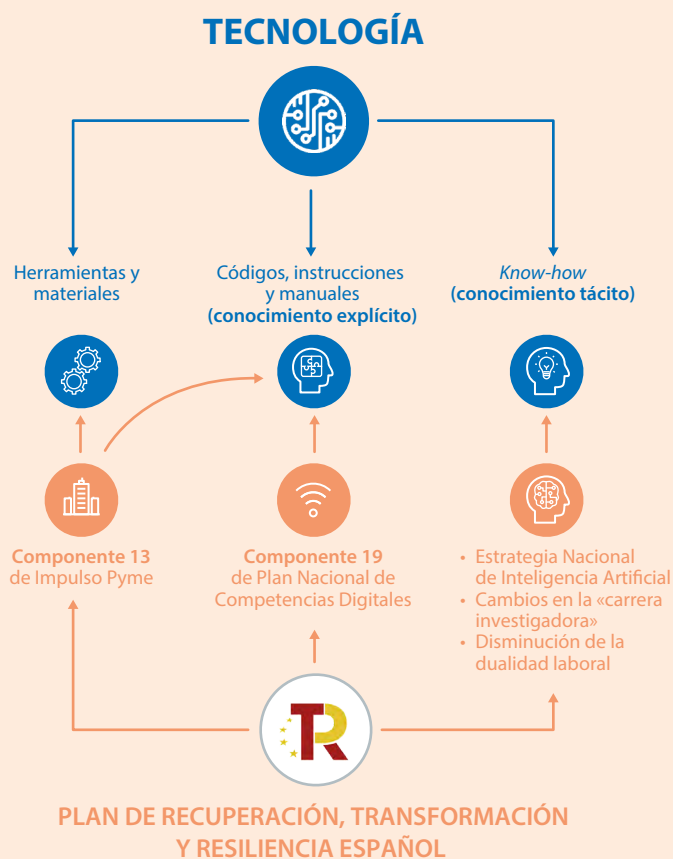 TECNOLOGÍA
Herramientas y
materiales
Códigos, instrucciones
y manuales
(conocimiento explícito)
Know-how
(conocimiento tácito)
Componente 13
de Impulso Pyme
Componente 19
de Plan Nacional de
Competencias Digitales
• Estrategia Nacional
de Inteligencia Artificial
• Cambios en la «carrera
investigadora»
• Disminución de la
dualidad laboral
TR
PLAN DE RECUPERACIÓN, TRANSFORMACIÓN
Y RESILIENCIA ESPAÑOL